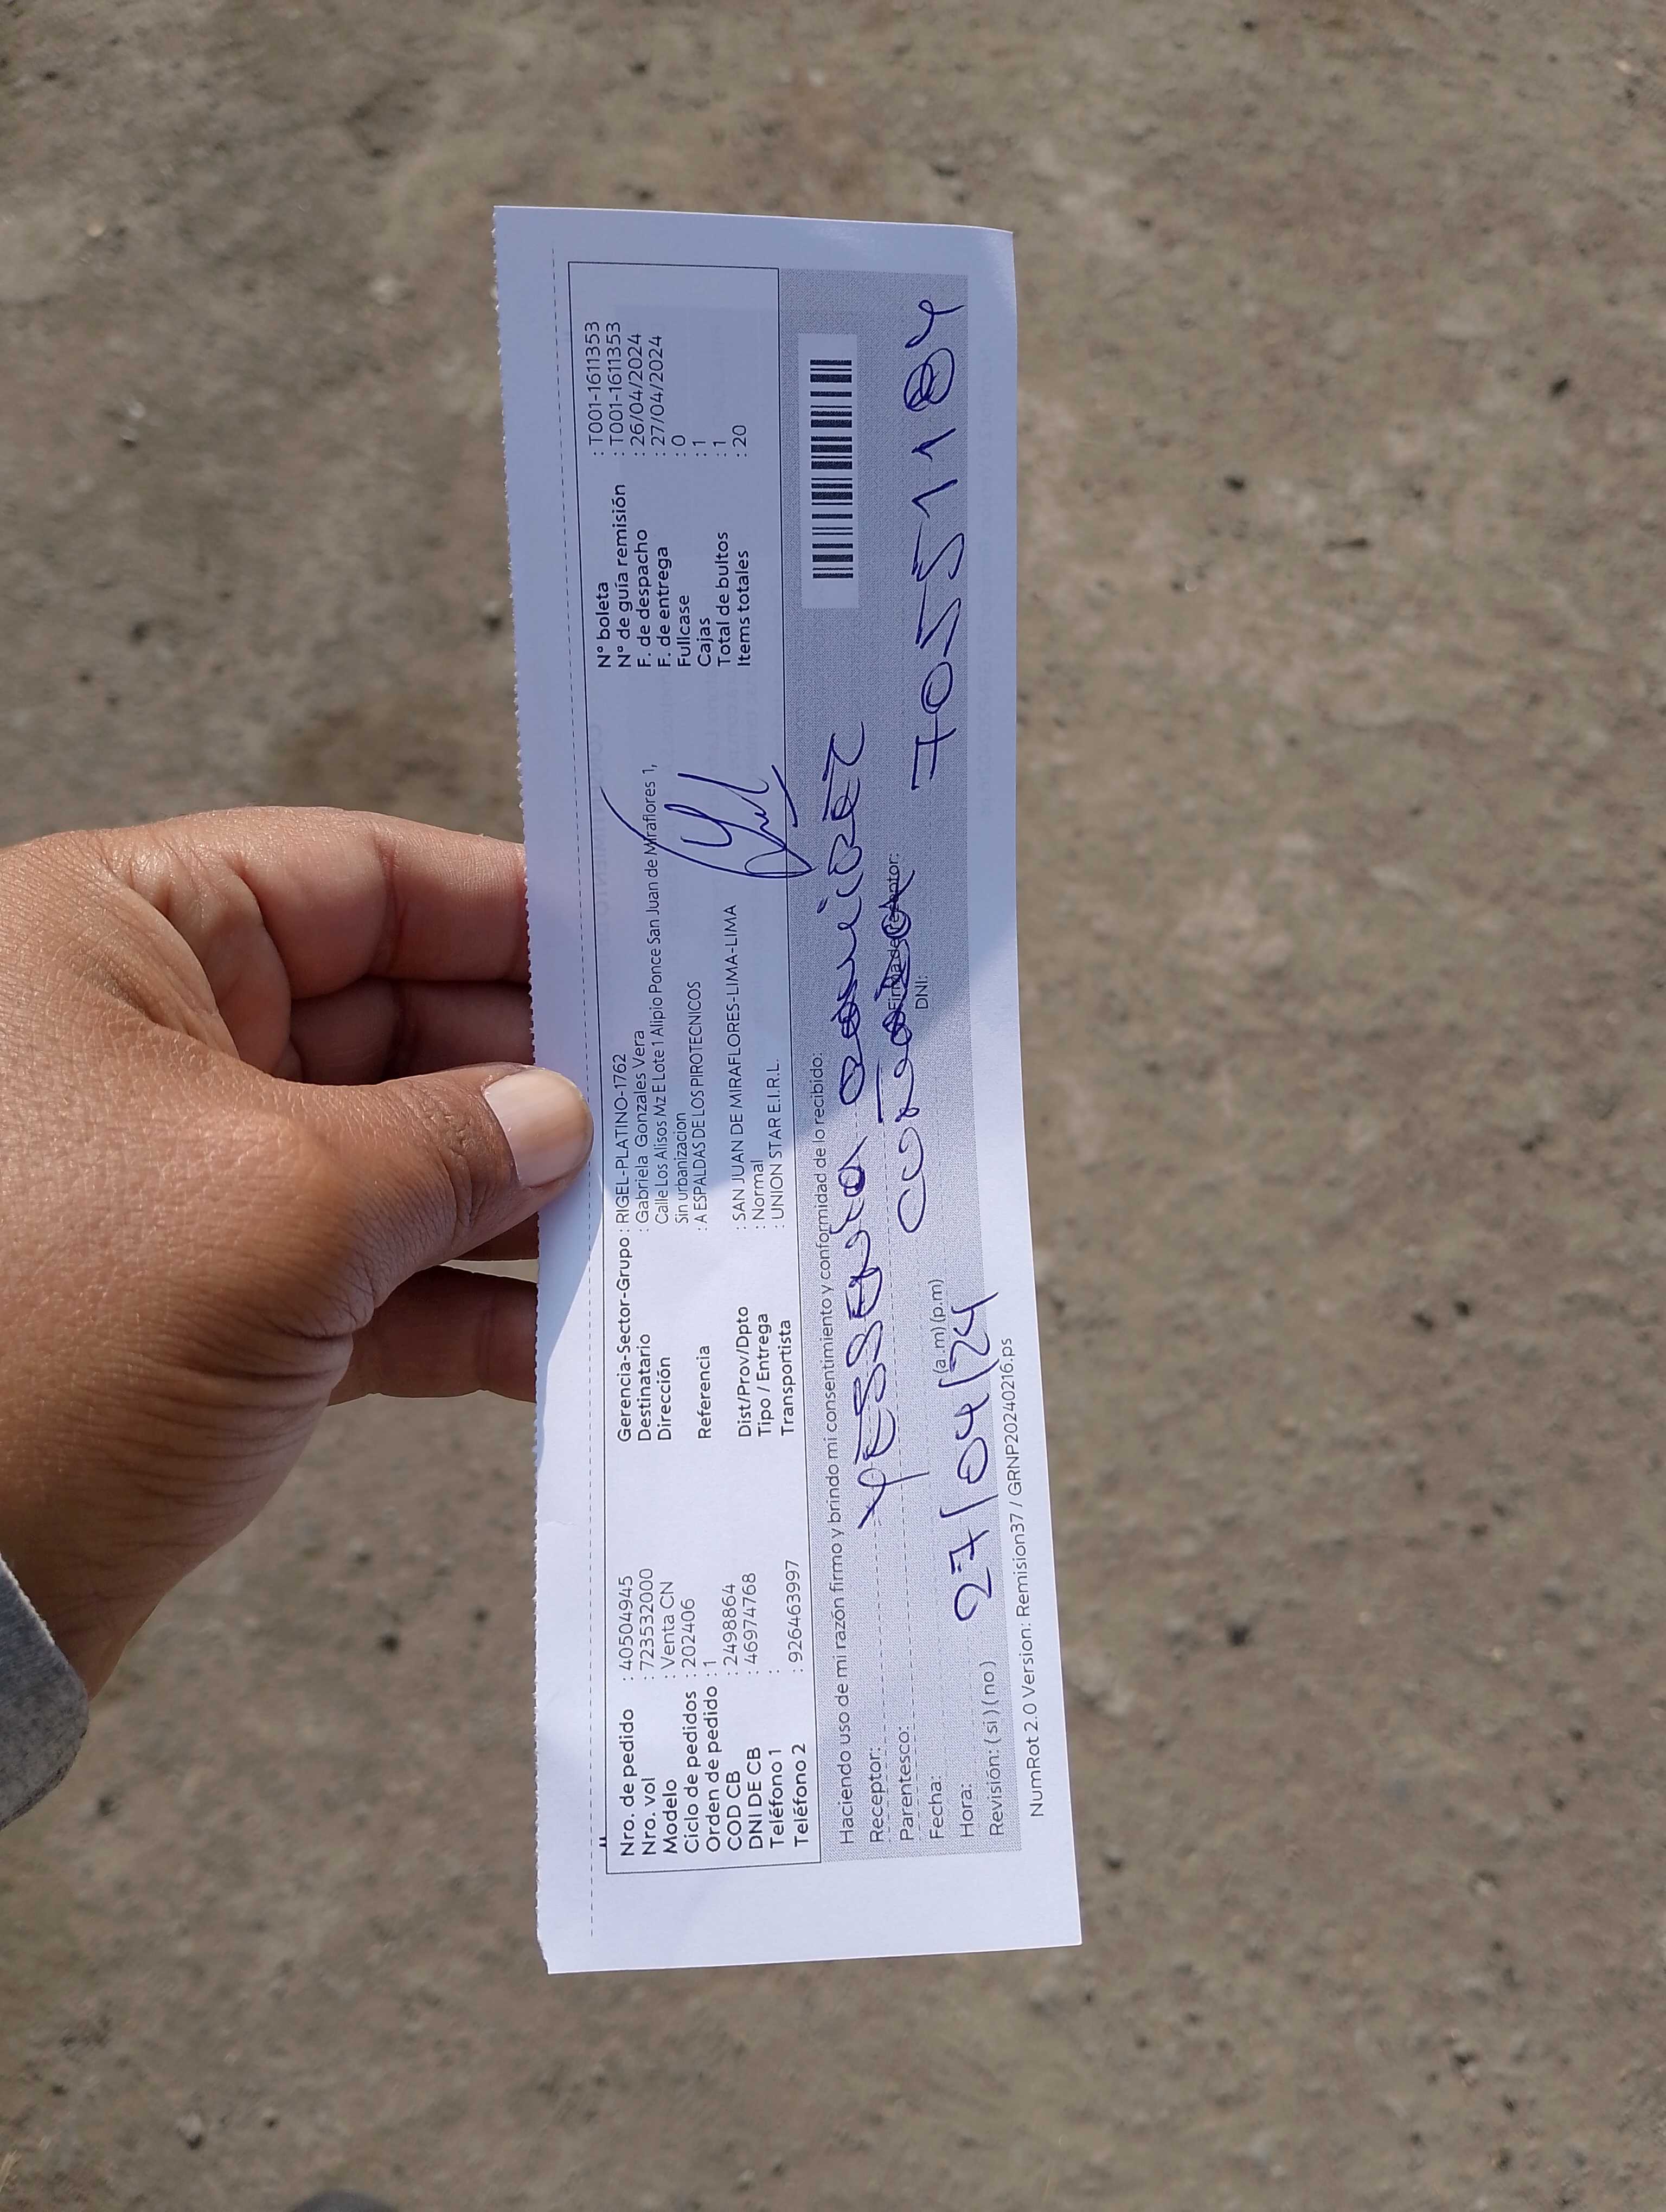 Nro. de pedido : 40504945
Nro. vol : 723532000
Modelo : Venta CN
Ciclo de pedidos : 202406
Orden de pedido : 1
COD CB : 2498864
DNI DE CB : 46974768
Teléfono 1 :
Teléfono 2 : 926463997
Gerencia-Sector-Grupo : RIGEL-PLATINO-1762
Destinatario : Gabriela Gonzales Vera
Dirección Calle Los Alisos Mz E Lote 1 Alipio Ponce San Juan de Miraflores 1,
Sin urbanizacion
Referencia : A ESPALDAS DE LOS PIROTECNICOS
Dist/Prov/Dpto : SAN JUAN DE MIRAFLORES-LIMA-LIMA
Tipo / Entrega : Normal
Transportista : UNION STAR E.I.R.L.
N° boleta : T001-1611353
N° de guía remisión : T001-1611353
F. de despacho : 26/04/2024
F. de entrega : 27/04/2024
Fullcase : 0
Cajas : 1
Total de bultos : 1
Items totales : 20
Haciendo uso de mi razón firmo y brindo mi consentimiento y conformidad de lo recibido:
Receptor: YESSENIA
Parentesco:
Firma de Receptor:
Fecha: 27/04/24
DNI: 70551184
Hora: (a.m) (p.m)
Revisión: ( si ) ( no )
NumRot 2.0 Version: Remision37 / GRNP20240216.ps